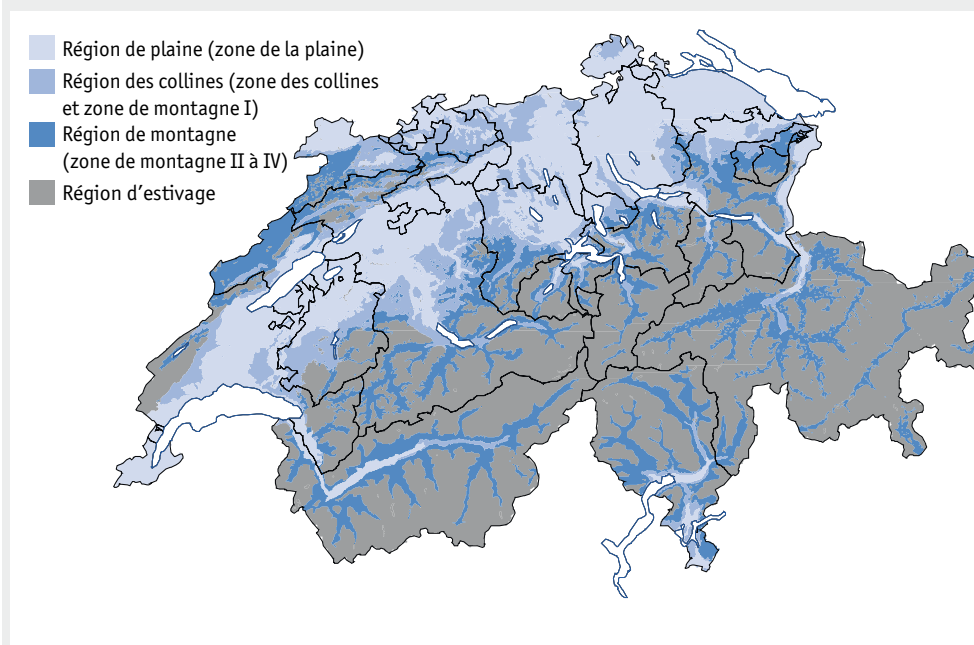 Région de plaine (zone de la plaine)
Région des collines (zone des collines
et zone de montagne I)
Région de montagne
(zone de montagne II à IV)
Région d'estivage